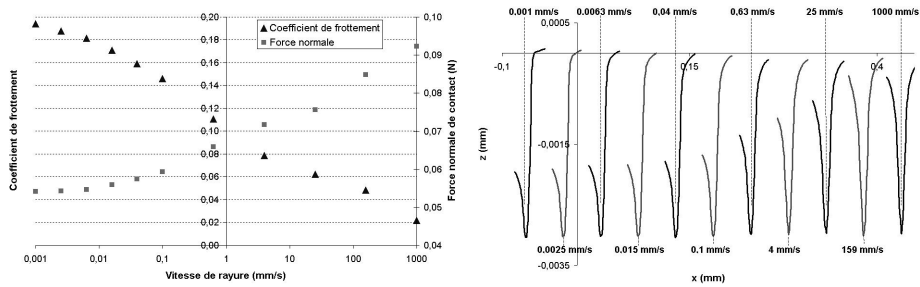 0,20
0,18
0,16
0,14
0,12
0,10
0,08
0,06
0,04
0,02
0,00
Coefficient de frottement
Coefficient de frottement
Force normale
0,10
0,09
0,08
0,07
0,06
0,05
0,04
Force normale de contact (N)
0,001
0,01
0,1
1
10
100
1000
Vitesse de rayure (mm/s)
0.001 mm/s
0.0063 mm/s
0,04 mm/s
0,63 mm/s
25 mm/s
1000 mm/s
0,0005
-0,1
0,15
0,4
-0,0015
z (mm)
0.0025 mm/s
0.015 mm/s
0.1 mm/s
4 mm/s
159 mm/s
-0,0035
x (mm)